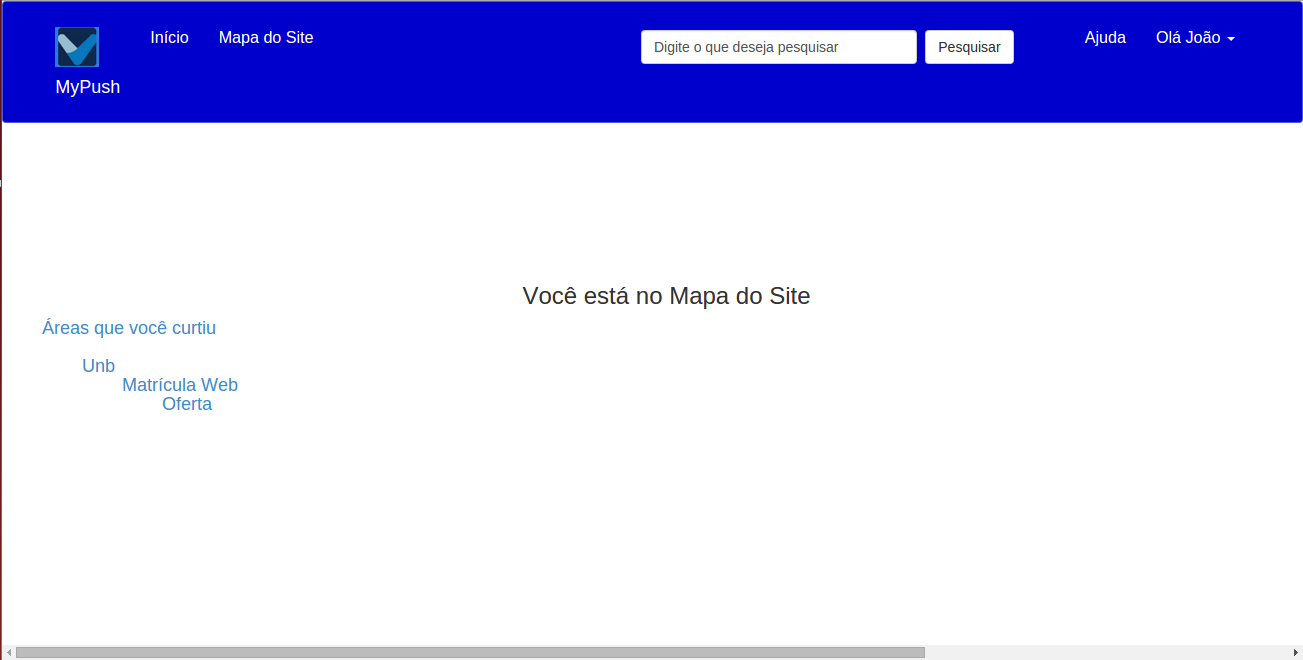 Início Mapa do Site Digite o que deseja pesquisar Pesquisar Ajuda Olá João
MyPush
Você está no Mapa do Site
Áreas que você curtiu
Unb
Matrícula Web
Oferta